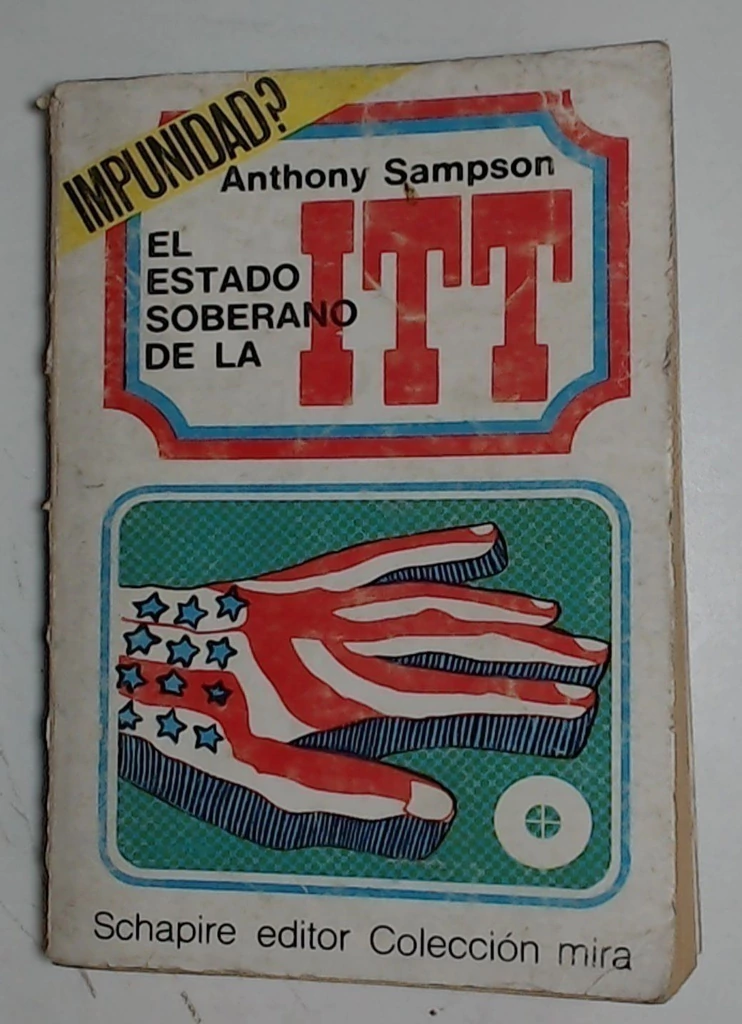 IMPUNIDAD?
Anthony Sampson
EL
ESTADO
SOBERANO
DE LA
ITT
Schapire editor Colección mira